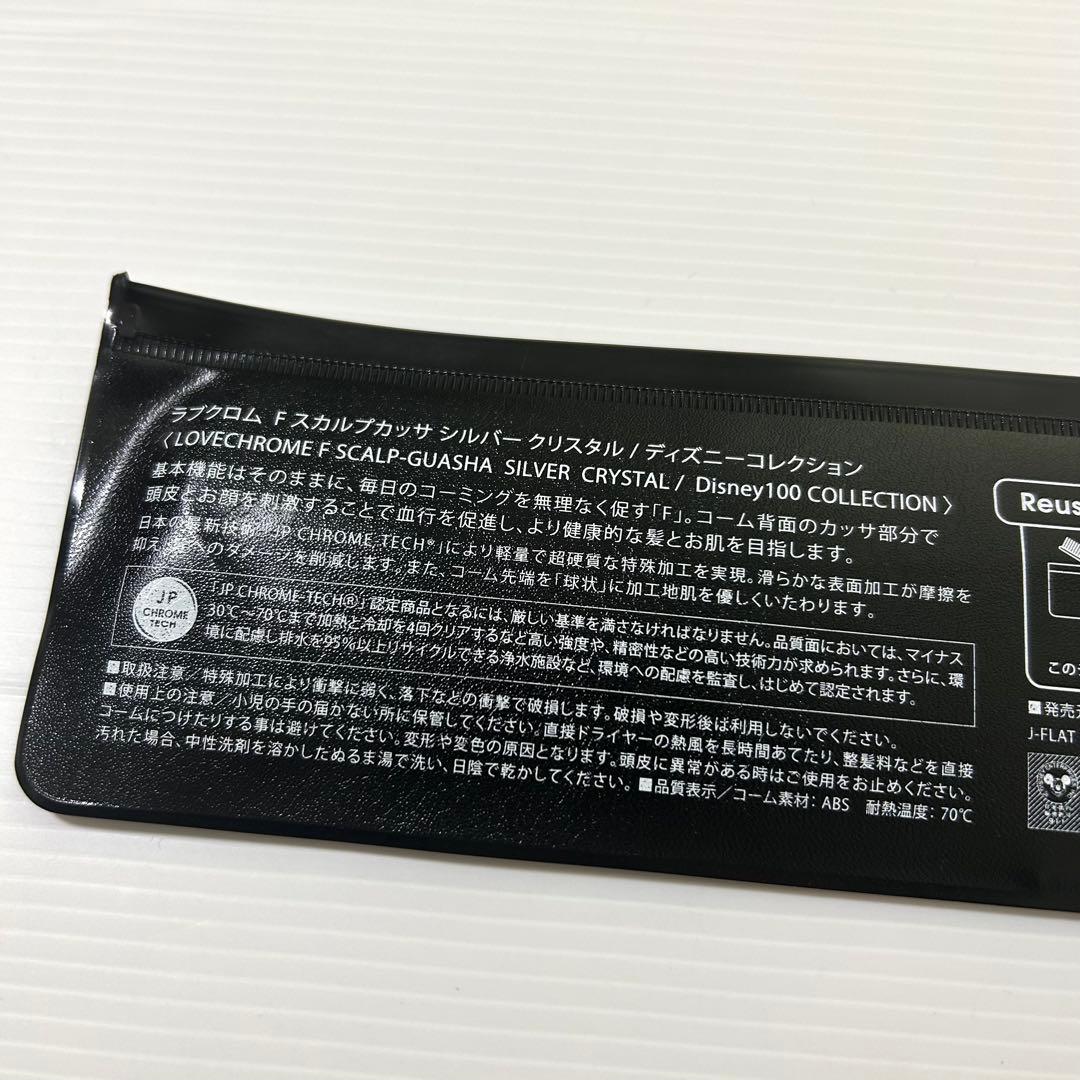 ラブクロム F スカルプカッサ シルバー クリスタル / ディズニーコレクション
〈LOVECHROME F SCALP-GUASHA SILVER CRYSTAL / Disney100 COLLECTION〉
基本機能はそのままに、毎日のコーミングを無理なく促す「F」。コーム背面のカッサ部分で
頭皮とお顔を刺激することで血行を促進し、より健康的な髪とお肌を目指します。
日本の最新技術「JP CHROME-TECH®」により軽量で超硬質な特殊加工を実現。滑らかな表面加工が摩擦を
抑え へのダメージを削減します。また、コーム先端を「球状」に加工地肌を優しくいたわります。
JP
CHROME
TECH
「JP CHROME-TECH®」認定商品となるには、厳しい基準を満さなければなりません。品質面においては、マイナス
30℃～70℃まで加熱と冷却を4回クリアするなど高い強度や、精密性などの高い技術力が求められます。さらに、環
境に配慮し排水を95%以上リサイクルできる浄水施設など、環境への配慮を監査し、はじめて認定されます。
■取扱注意／特殊加工により衝撃に弱く、落下などの衝撃で破損します。破損や変形後は利用しないでください。
■使用上の注意／小児の手の届かない所に保管してください。直接ドライヤーの熱風を長時間あてたり、整髪料などを直接
コームにつけたりする事は避けてください。変形や変色の原因となります。頭皮に異常がある時はご使用をお止めください。
汚れた場合、中性洗剤を溶かしたぬるま湯で洗い、日陰で乾かしてください。■品質表示／コーム素材：ABS 耐熱温度：70℃
Reus
この
■発売元
J-FLAT